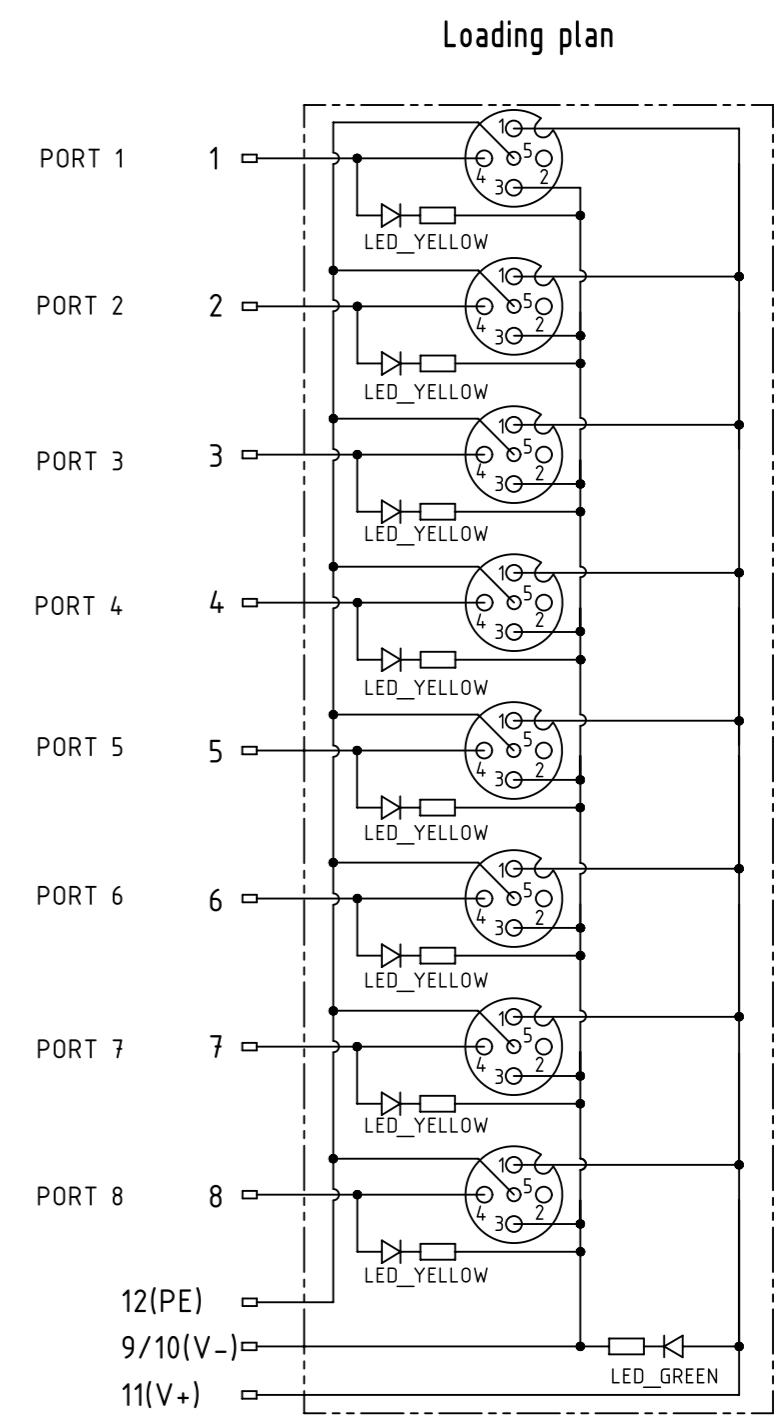 Loading plan
PORT 1 1 1 5 4 2 3
LED_YELLOW
PORT 2 2 1 5 4 2 3
LED_YELLOW
PORT 3 3 1 5 4 2 3
LED_YELLOW
PORT 4 4 1 5 4 2 3
LED_YELLOW
PORT 5 5 1 5 4 2 3
LED_YELLOW
PORT 6 6 1 5 4 2 3
LED_YELLOW
PORT 7 7 1 5 4 2 3
LED_YELLOW
PORT 8 8 1 5 4 2 3
LED_YELLOW
12(PE)
9/10(V-)
LED_GREEN
11(V+)